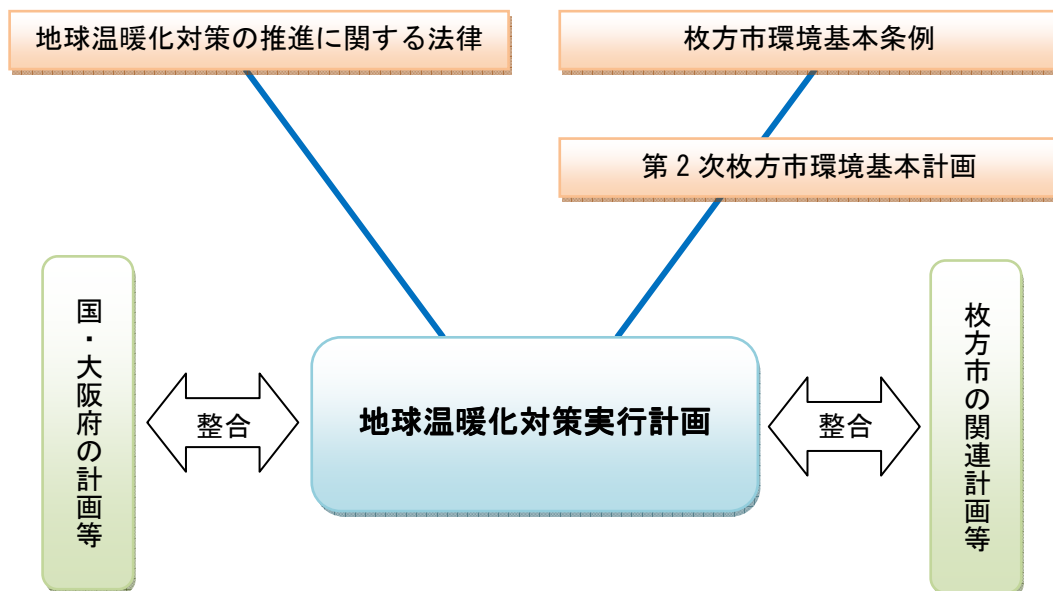 地球温暖化対策の推進に関する法律
枚方市環境基本条例
第2次枚方市環境基本計画
国・大阪府の計画等
整合
地球温暖化対策実行計画
整合
枚方市の関連計画等